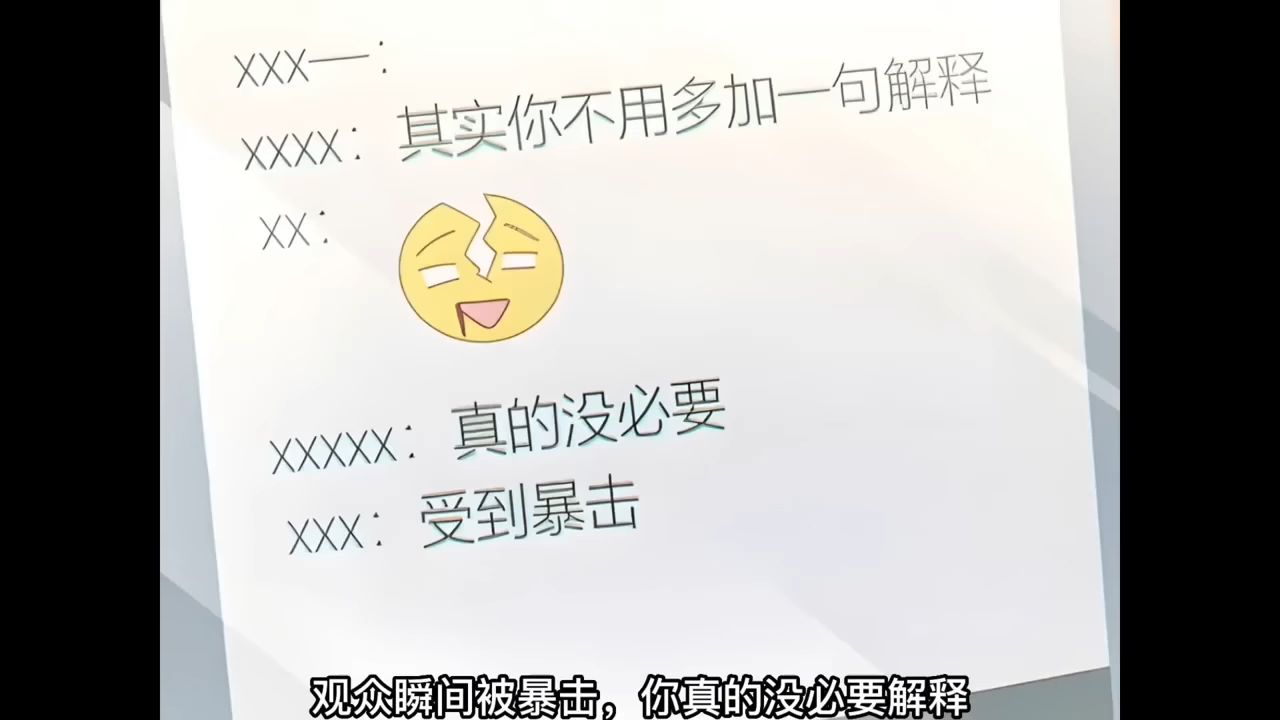 xxx一：
xxxx：其实你不用多加一句解释
xx：
xxxxx：真的没必要
xxx：受到暴击
观众瞬间被暴击，你真的没必要解释